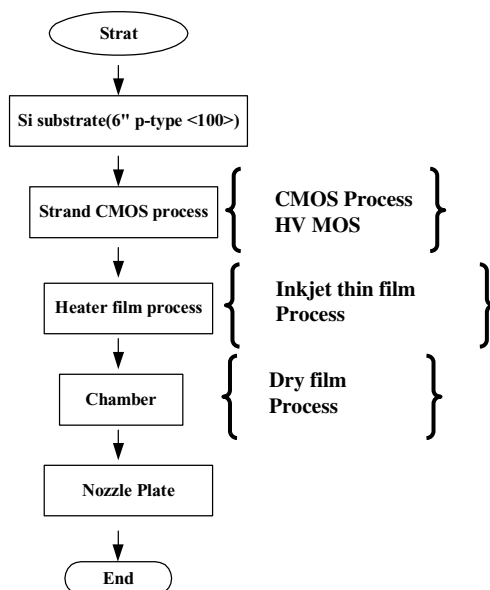 Strat
Si substrate(6" p-type <100>)
Strand CMOS process
CMOS Process
HV MOS
Heater film process
Inkjet thin film
Process
Chamber
Dry film
Process
Nozzle Plate
End